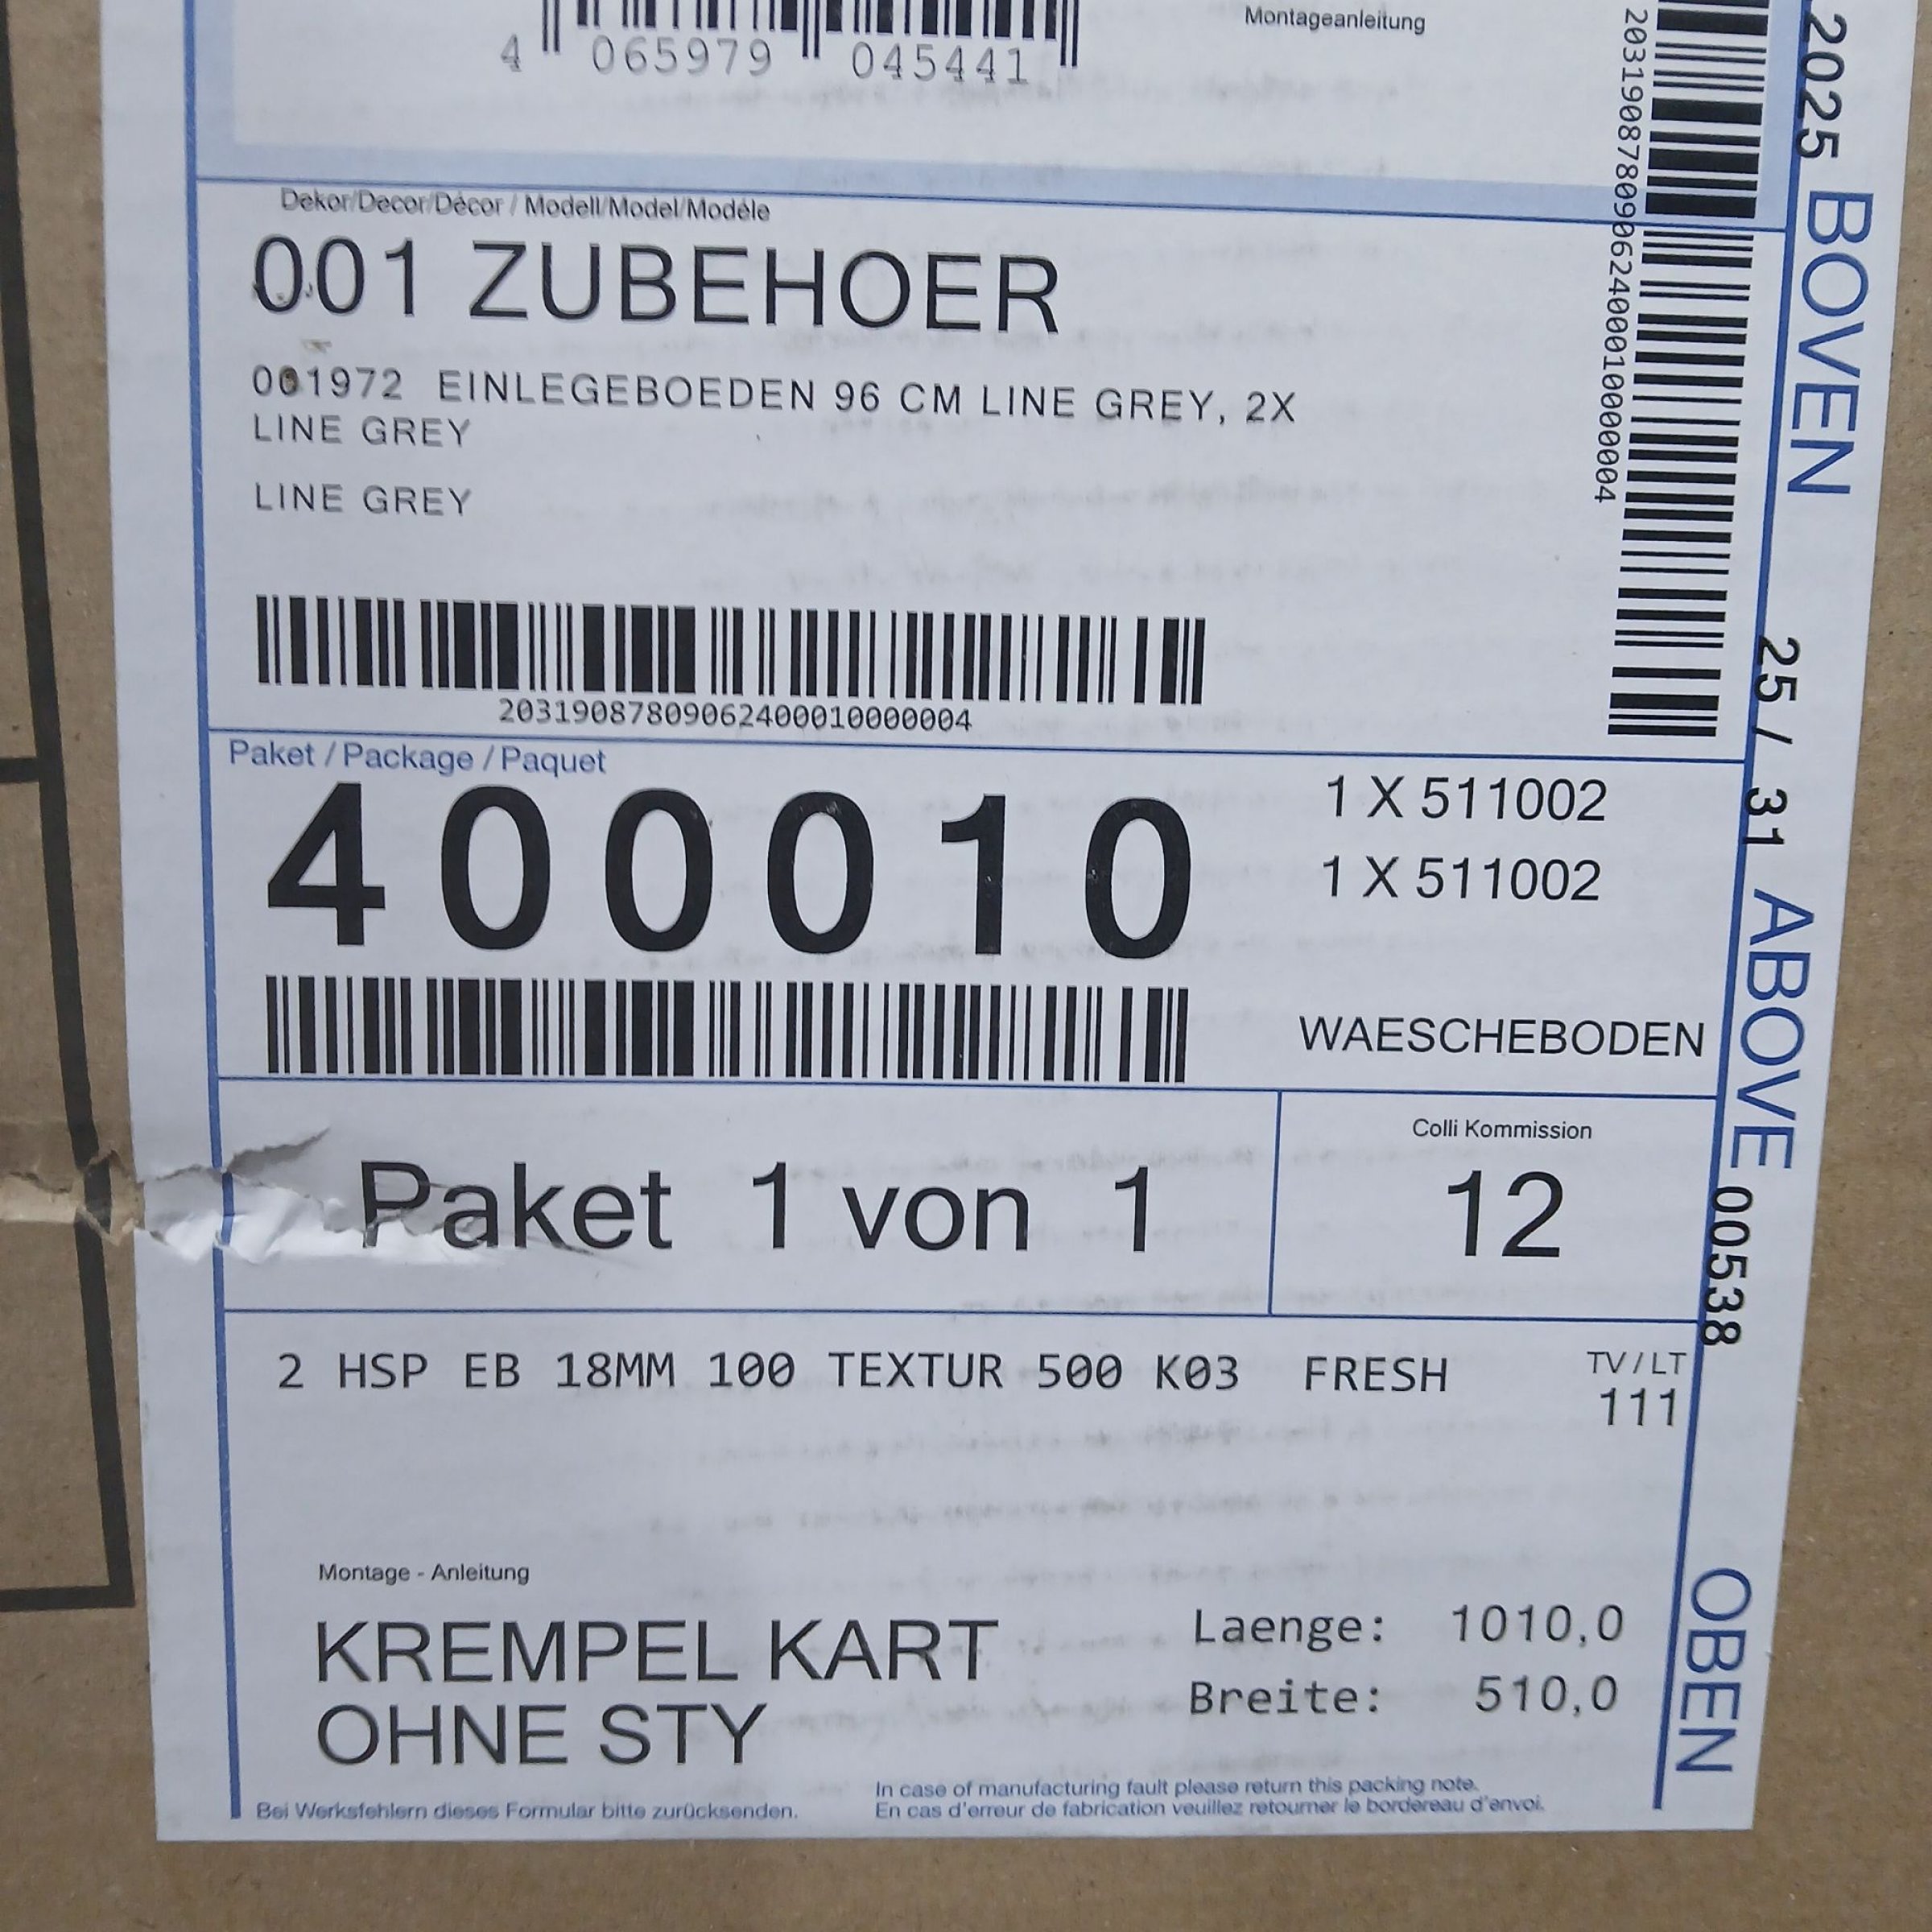 Montageanleitung
4 065979 045441
Dekor/Decor/Décor / Modell/Model/Modèle
001 ZUBEHOER
001972 EINLEGEBOEDEN 96 CM LINE GREY, 2X
LINE GREY
LINE GREY
203190878090624000100000​04
Paket / Package / Paquet
400010
1 X 511002
1 X 511002
WAESCHEBODEN
Paket 1 von 1
Colli Kommission
12
2 HSP EB 18MM 100 TEXTUR 500 K03 FRESH
TV/LT
111
Montage - Anleitung
KREMPEL KART
OHNE STY
Laenge: 1010,0
Breite: 510,0
Bei Werksfehlern dieses Formular bitte zurücksenden.
In case of manufacturing fault please return this packing note.
En cas d'erreur de fabrication veuillez retourner le bordereau d'envoi.
20319087809062400010000004
2025 BOVEN 25 / 31 ABOVE 00538 OBEN